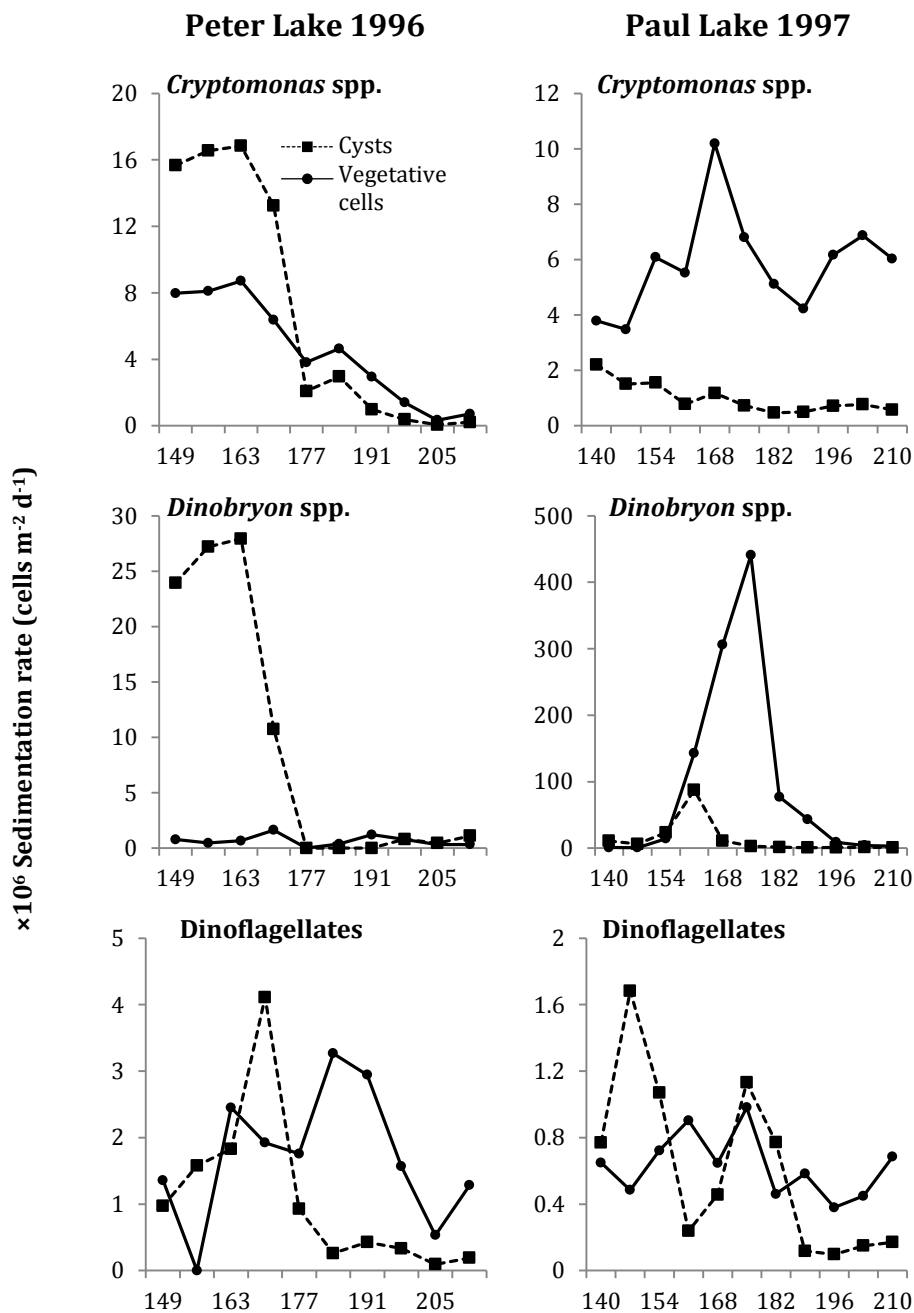 Peter Lake 1996
Paul Lake 1997
×10⁶ Sedimentation rate (cells m⁻² d⁻¹)
Cryptomonas spp.
20
16
12
8
4
0
149 163 177 191 205
Cysts
Vegetative
cells
Cryptomonas spp.
12
10
8
6
4
2
0
140 154 168 182 196 210
Dinobryon spp.
30
25
20
15
10
5
0
149 163 177 191 205
Dinobryon spp.
500
400
300
200
100
0
140 154 168 182 196 210
Dinoflagellates
5
4
3
2
1
0
149 163 177 191 205
Dinoflagellates
2
1.6
1.2
0.8
0.4
0
140 154 168 182 196 210